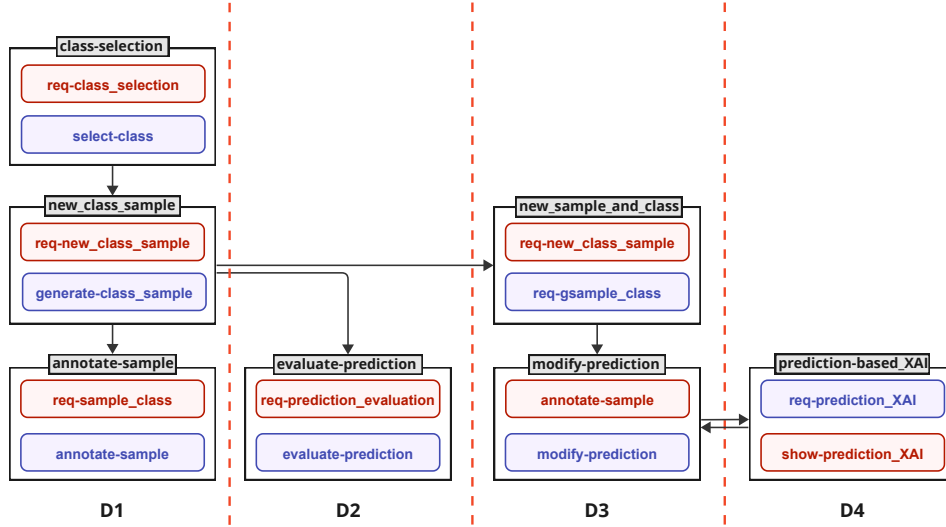 class-selection
req-class_selection
select-class
new_class_sample
req-new_class_sample
generate-class_sample
new_sample_and_class
req-new_class_sample
req-gsample_class
annotate-sample
req-sample_class
annotate-sample
evaluate-prediction
req-prediction_evaluation
evaluate-prediction
modify-prediction
annotate-sample
modify-prediction
prediction-based_XAI
req-prediction_XAI
show-prediction_XAI
D1
D2
D3
D4